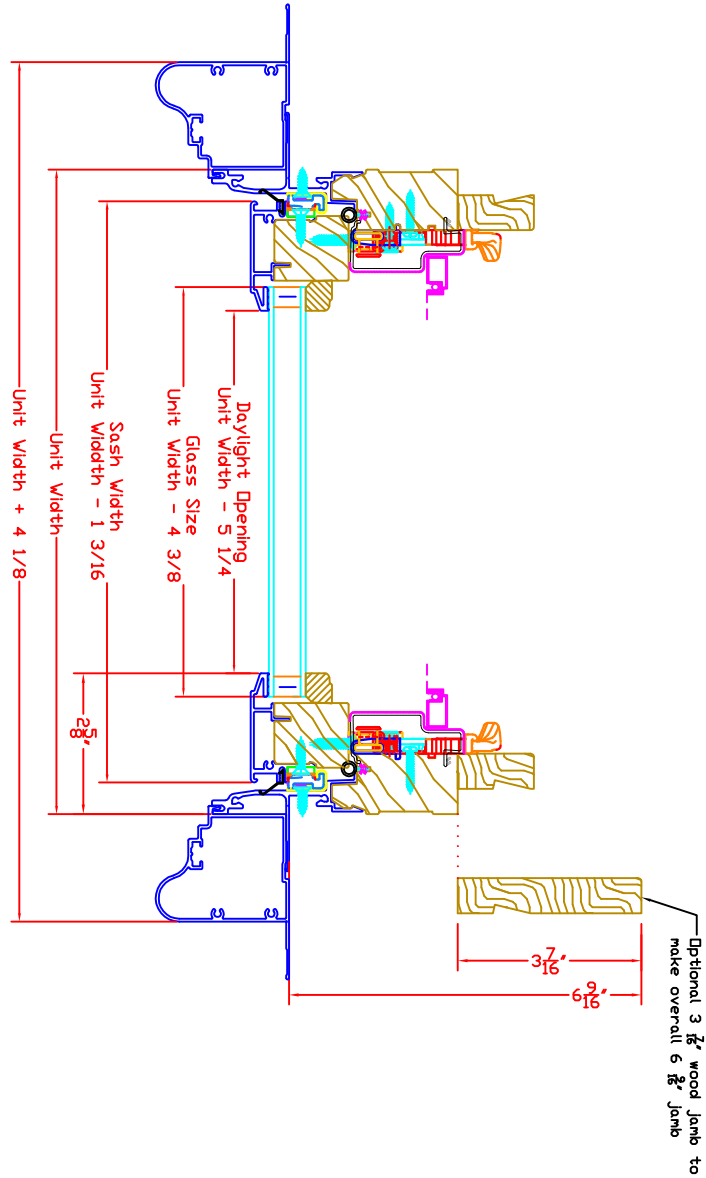 Optional 3 7/16" wood jamb to
make overall 6 9/16" jamb
3 7/16"
6 9/16"
Daylight Opening
Unit Width - 5 1/4
Glass Size
Unit Width - 4 3/8
2 5/8"
Sash Width
Unit Widdth - 1 3/16
Unit Width
Unit Width + 4 1/8